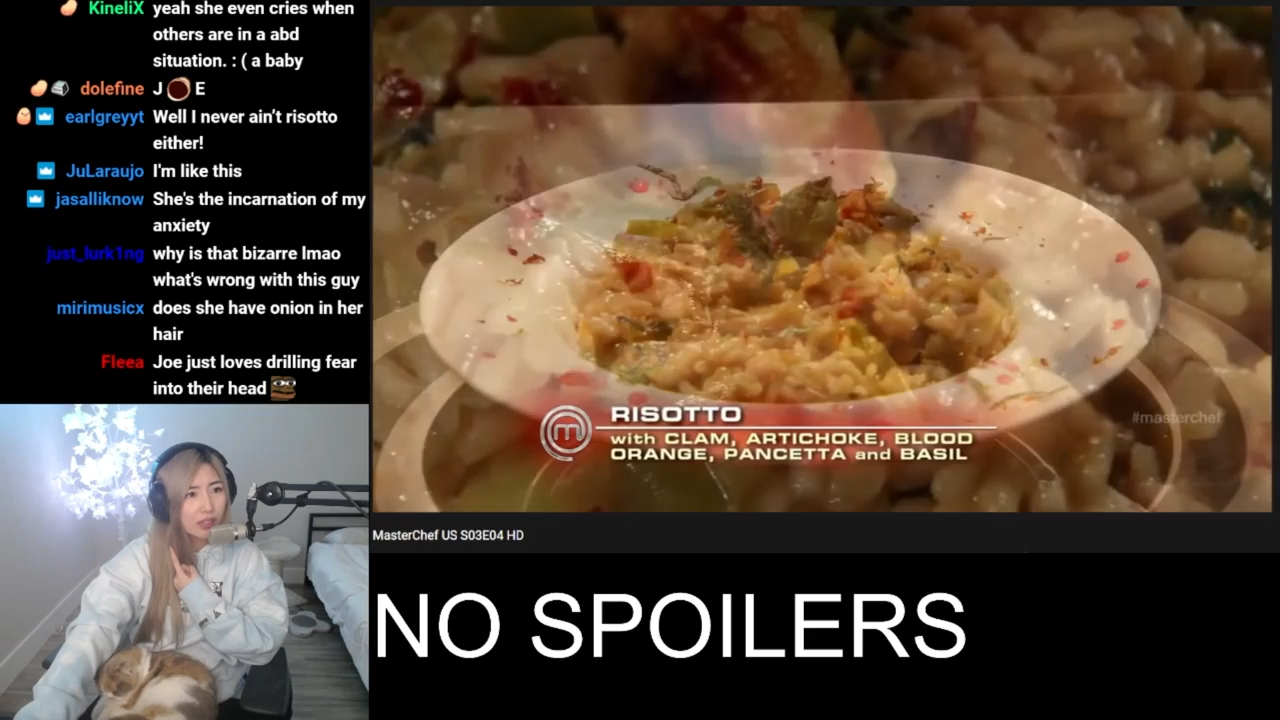 KineliX yeah she even cries when
others are in a abd
situation. : ( a baby
dolefine J E
earlgreyyt Well I never ain't risotto
either!
JuLaraujo I'm like this
jasalliknow She's the incarnation of my
anxiety
just_lurk1ng why is that bizarre lmao
what's wrong with this guy
mirimusicx does she have onion in her
hair
Fleea Joe just loves drilling fear
into their head
RISOTTO
with CLAM, ARTICHOKE, BLOOD
ORANGE, PANCETTA and BASIL
#masterchef
MasterChef US S03E04 HD
NO SPOILERS